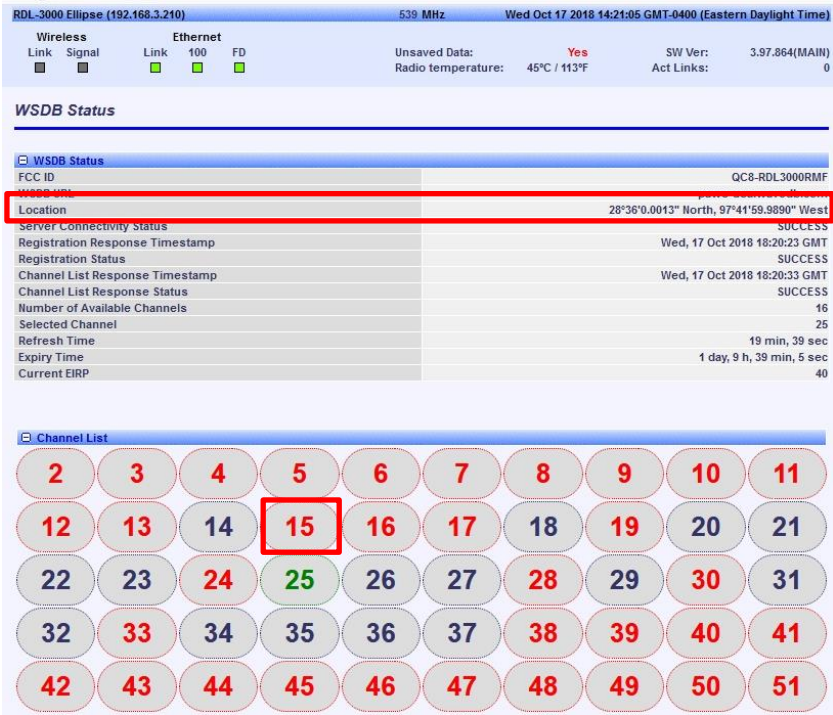 RDL-3000 Ellipse (192.168.3.210) 539 MHz Wed Oct 17 2018 14:21:05 GMT-0400 (Eastern Daylight Time)
Wireless Ethernet
Link Signal Link 100 FD Unsaved Data: Yes SW Ver: 3.97.864(MAIN)
Radio temperature: 45°C / 113°F Act Links: 0
WSDB Status
WSDB Status
FCC ID QC8-RDL3000RMF
Location 28°36'0.0013" North, 97°41'59.9890" West
Server Connectivity Status SUCCESS
Registration Response Timestamp Wed, 17 Oct 2018 18:20:23 GMT
Registration Status SUCCESS
Channel List Response Timestamp Wed, 17 Oct 2018 18:20:33 GMT
Channel List Response Status SUCCESS
Number of Available Channels 16
Selected Channel 25
Refresh Time 19 min, 39 sec
Expiry Time 1 day, 9 h, 39 min, 5 sec
Current EIRP 40
Channel List
2 3 4 5 6 7 8 9 10 11
12 13 14 15 16 17 18 19 20 21
22 23 24 25 26 27 28 29 30 31
32 33 34 35 36 37 38 39 40 41
42 43 44 45 46 47 48 49 50 51